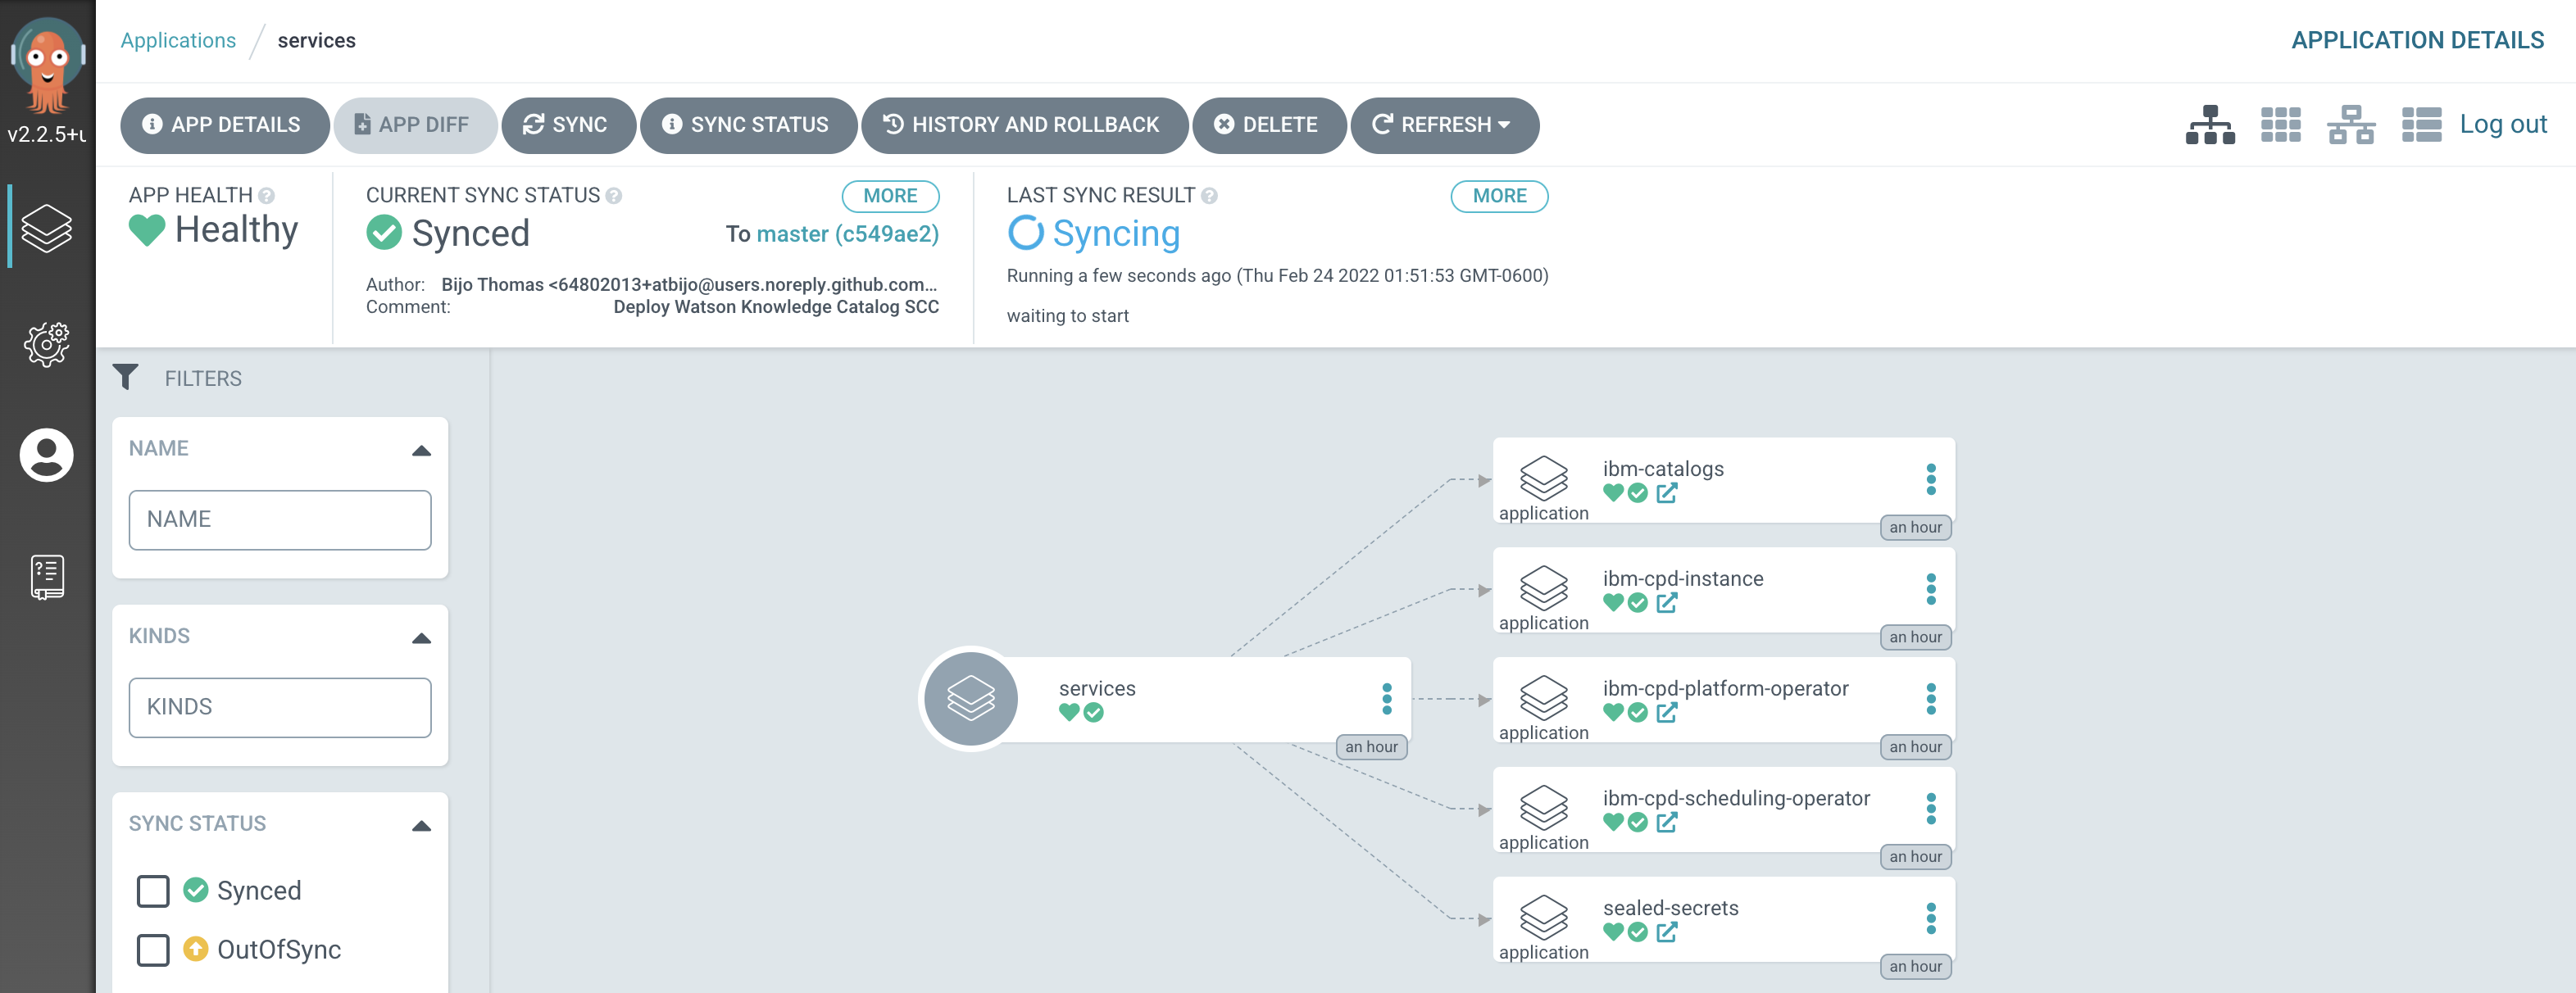 Applications / services
APPLICATION DETAILS
v2.2.5+u
APP DETAILS
APP DIFF
SYNC
SYNC STATUS
HISTORY AND ROLLBACK
DELETE
REFRESH
Log out
APP HEALTH
Healthy
CURRENT SYNC STATUS
MORE
Synced
To master (c549ae2)
Author: Bijo Thomas <64802013+atbijo@users.noreply.github.com...
Comment: Deploy Watson Knowledge Catalog SCC
LAST SYNC RESULT
MORE
Syncing
Running a few seconds ago (Thu Feb 24 2022 01:51:53 GMT-0600)
waiting to start
FILTERS
NAME
NAME
KINDS
KINDS
SYNC STATUS
Synced
OutOfSync
services
an hour
ibm-catalogs
application
an hour
ibm-cpd-instance
application
an hour
ibm-cpd-platform-operator
application
an hour
ibm-cpd-scheduling-operator
application
an hour
sealed-secrets
application
an hour